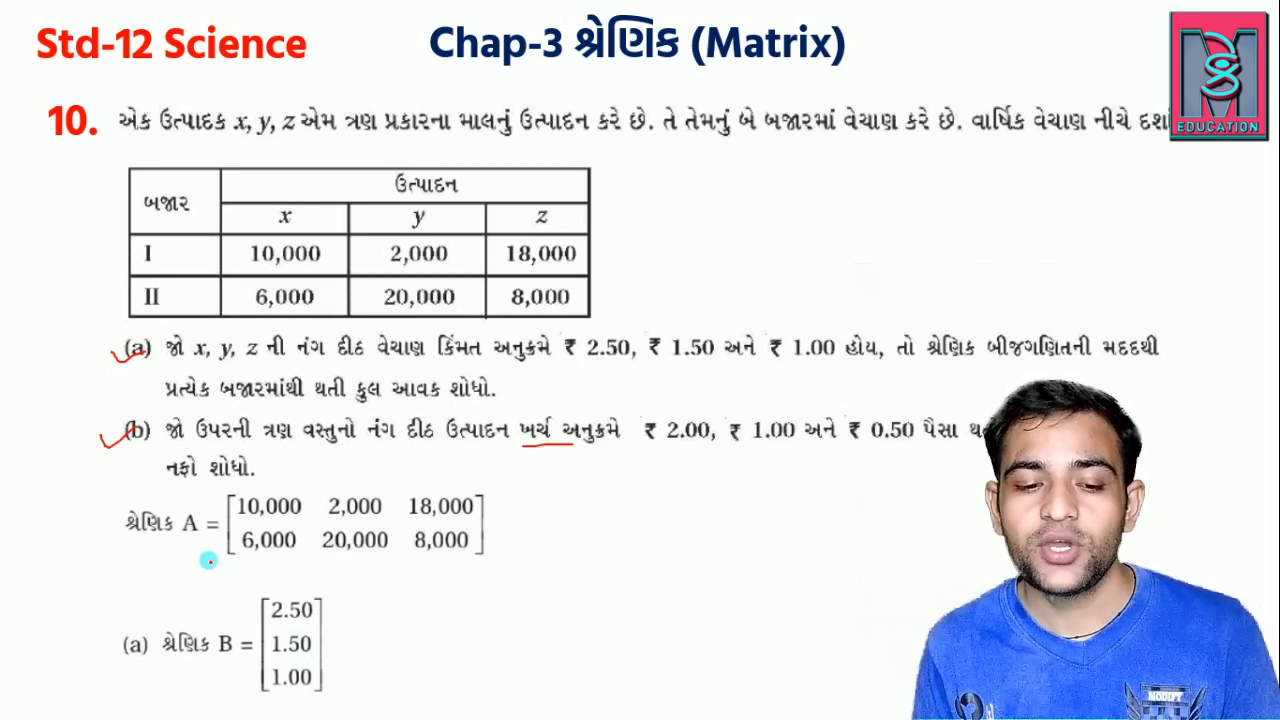 Std-12 Science
Chap-3 શ્રેણિક (Matrix)
EDUCATION
10. એક ઉત્પાદક x, y, z એમ ત્રણ પ્રકારના માલનું ઉત્પાદન કરે છે. તે તેમનું બે બજારમાં વેચાણ કરે છે. વાર્ષિક વેચાણ નીચે
બજાર ઉત્પાદન
x y z
I 10,000 2,000 18,000
II 6,000 20,000 8,000
(a) જો x, y, z ની નંગ દીઠ વેચાણ કિંમત અનુક્રમે ₹ 2.50, ₹ 1.50 અને ₹ 1.00 હોય, તો શ્રેણિક બીજગણિતની મદદથી
પ્રત્યેક બજારમાંથી થતી કુલ આવક શોધો.
(b) જો ઉપરની ત્રણ વસ્તુનો નંગ દીઠ ઉત્પાદન ખર્ચ અનુક્રમે ₹ 2.00, ₹ 1.00 અને ₹ 0.50 પૈસા
નફો શોધો.
શ્રેણિક A = [10,000 2,000 18,000
6,000 20,000 8,000]
(a) શ્રેણિક B = [2.50
1.50
1.00]
MODIFY